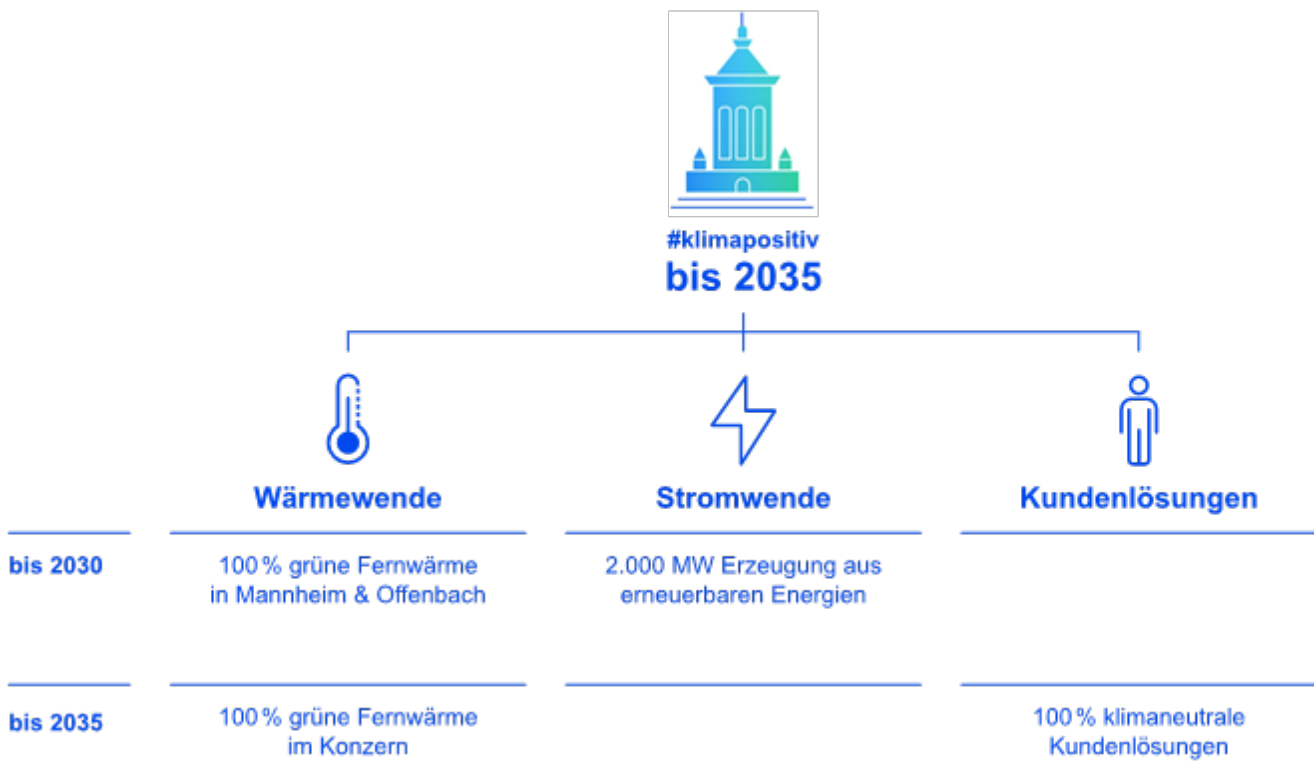 #klimapositiv
bis 2035
Wärmewende
Stromwende
Kundenlösungen
bis 2030
100 % grüne Fernwärme
in Mannheim & Offenbach
2.000 MW Erzeugung aus
erneuerbaren Energien
bis 2035
100 % grüne Fernwärme
im Konzern
100 % klimaneutrale
Kundenlösungen